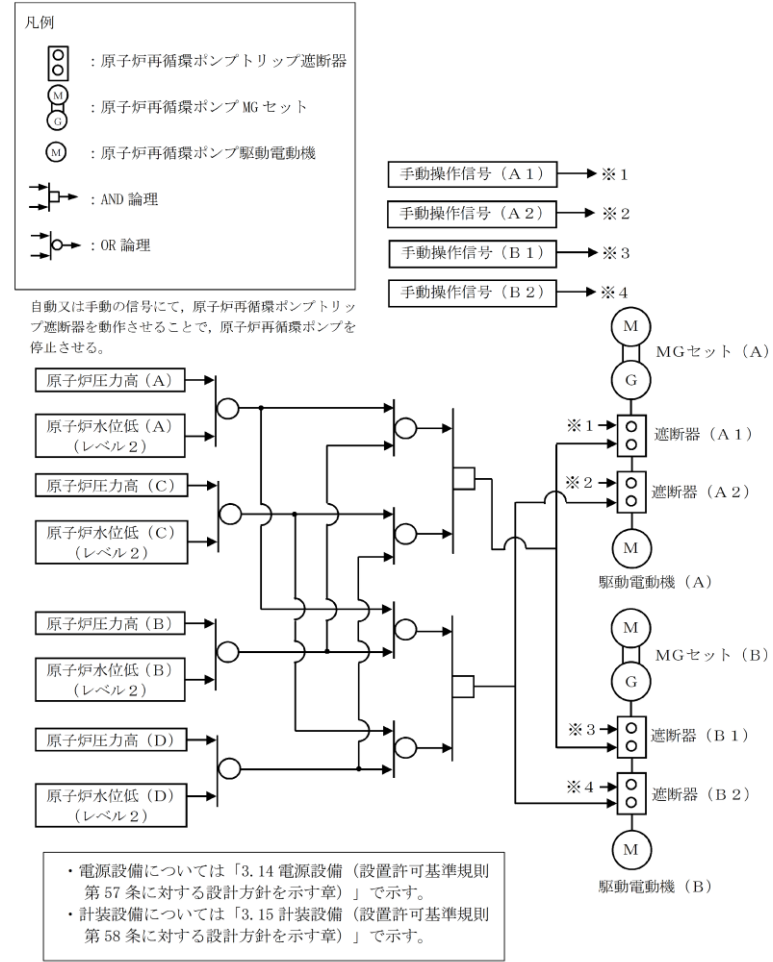 凡例
：原子炉再循環ポンプトリップ遮断器
M
G
：原子炉再循環ポンプ MG セット
M
：原子炉再循環ポンプ駆動電動機
：AND 論理
：OR 論理
自動又は手動の信号にて，原子炉再循環ポンプトリッ
プ遮断器を動作させることで，原子炉再循環ポンプを
停止させる。
手動操作信号（Ａ１）
※１
手動操作信号（Ａ２）
※２
手動操作信号（Ｂ１）
※３
手動操作信号（Ｂ２）
※４
原子炉圧力高（Ａ）
原子炉水位低（Ａ）
（レベル２）
原子炉圧力高（Ｃ）
原子炉水位低（Ｃ）
（レベル２）
原子炉圧力高（Ｂ）
原子炉水位低（Ｂ）
（レベル２）
原子炉圧力高（Ｄ）
原子炉水位低（Ｄ）
（レベル２）
M
G
ＭＧセット（Ａ）
※１
遮断器（Ａ１）
※２
遮断器（Ａ２）
M
駆動電動機（Ａ）
M
G
ＭＧセット（Ｂ）
※３
遮断器（Ｂ１）
※４
遮断器（Ｂ２）
M
駆動電動機（Ｂ）
・電源設備については「3.14 電源設備（設置許可基準規則
第 57 条に対する設計方針を示す章）」で示す。
・計装設備については「3.15 計装設備（設置許可基準規則
第 58 条に対する設計方針を示す章）」で示す。